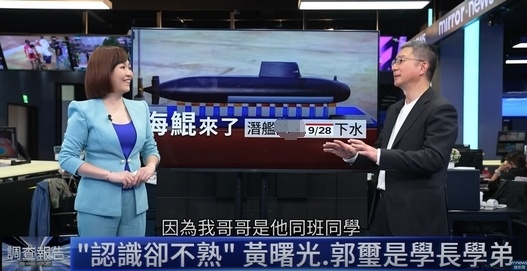 mirror-news
海鯤來了
潛艦 9/28 下水
因為我哥哥是他同班同學
調查報告
"認識卻不熟" 黃曙光.郭璽是學長學弟